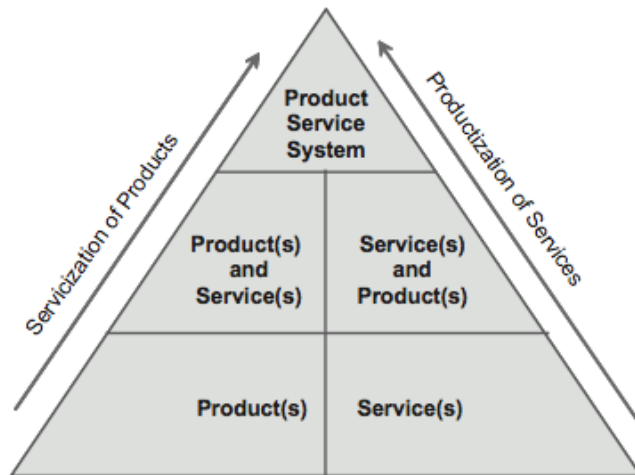 Product
Service
System
Servicization of Products
Productization of Services
Product(s)
and
Service(s)
Service(s)
and
Product(s)
Product(s)
Service(s)